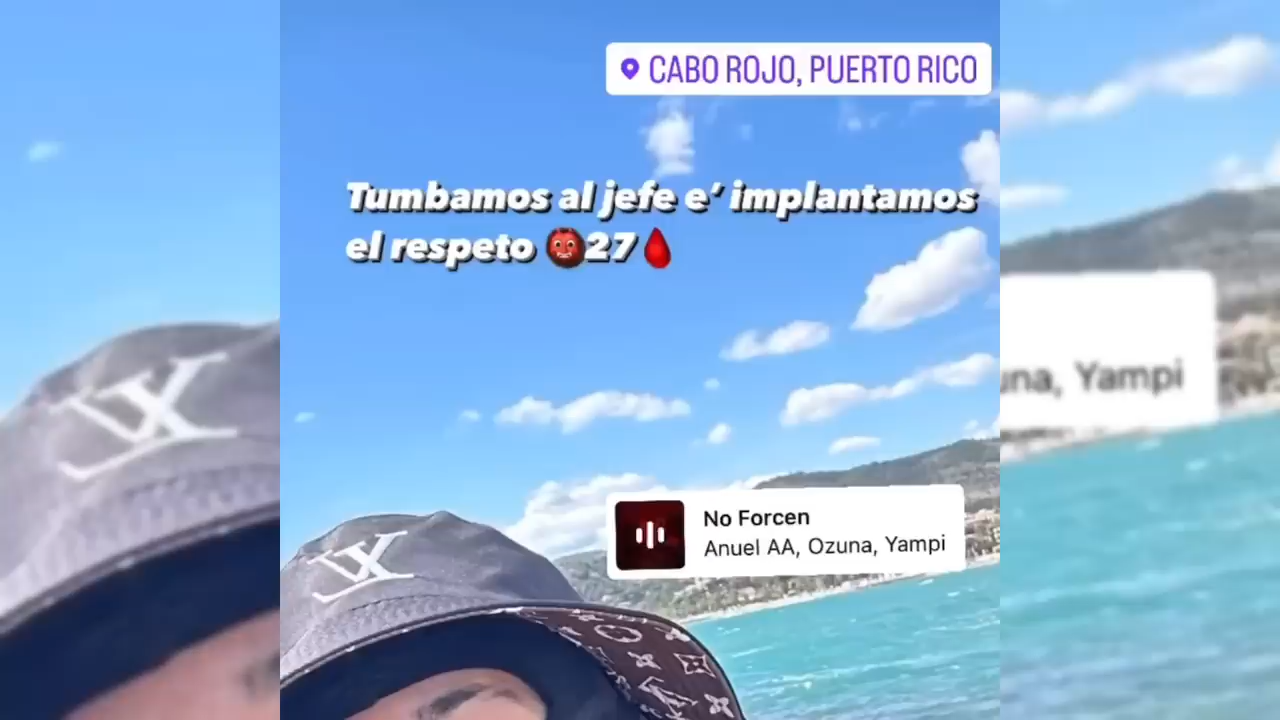 CABO ROJO, PUERTO RICO
Tumbamos al jefe e' implantamos
el respeto 👹27🩸
una, Yampi
No Forcen
Anuel AA, Ozuna, Yampi